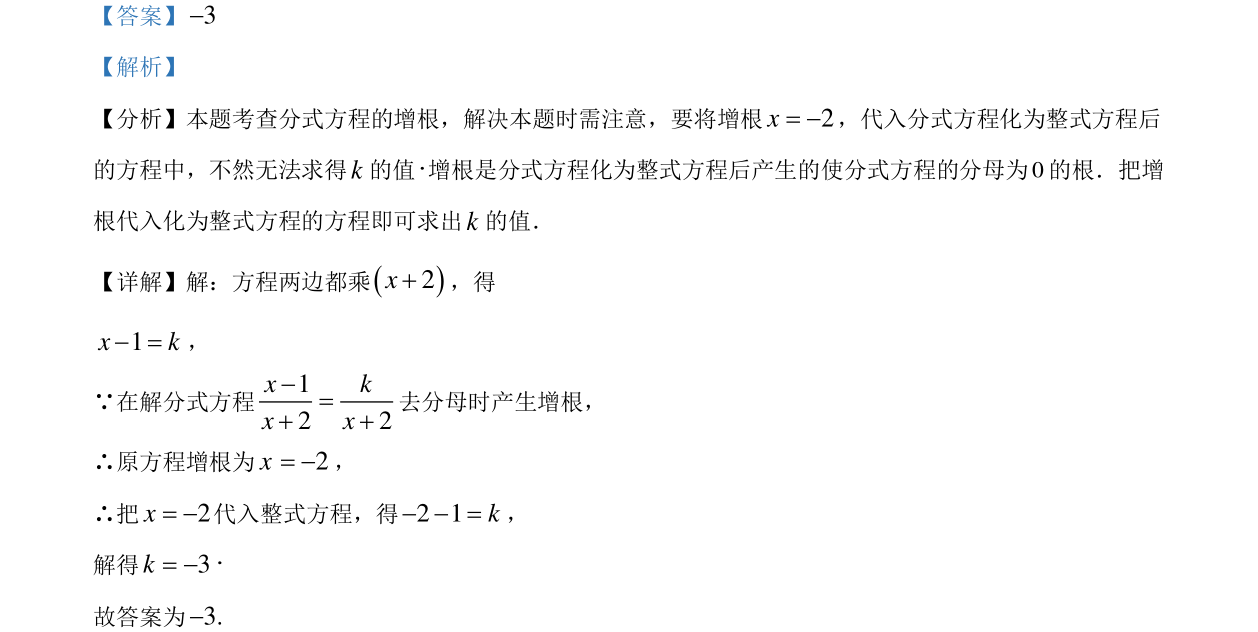 【答案】−3
【解析】
【分析】本题考查分式方程的增根，解决本题时需注意，要将增根 x = −2，代入分式方程化为整式方程后
的方程中，不然无法求得 k 的值·增根是分式方程化为整式方程后产生的使分式方程的分母为 0 的根．把增
根代入化为整式方程的方程即可求出 k 的值．
【详解】解：方程两边都乘(x+2)，得
x−1=k，
∵在解分式方程 \frac{x−1}{x+2} = \frac{k}{x+2} 去分母时产生增根，
∴原方程增根为 x = −2，
∴把 x = −2 代入整式方程，得 −2−1=k，
解得 k = −3·
故答案为 −3.